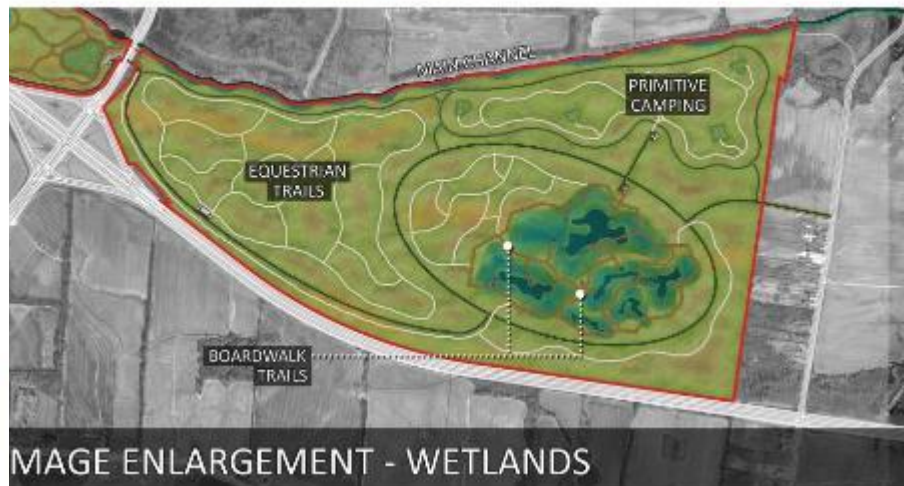 MAIN CHANNEL
PRIMITIVE
CAMPING
EQUESTRIAN
TRAILS
BOARDWALK
TRAILS
MAGE ENLARGEMENT - WETLANDS